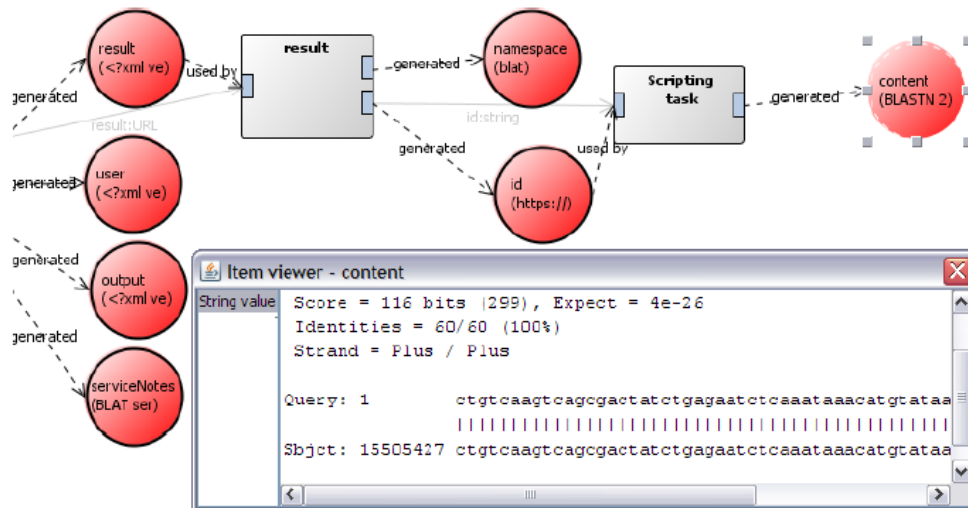 result
(<?xml ve)
used by
result
generated
namespace
(blat)
Scripting
task
generated
content
(BLASTN 2)
generated
result:URL
id:string
generated
used by
generated
user
(<?xml ve)
id
(https://)
generated
output
(<?xml ve)
generated
serviceNotes
(BLAT ser)
Item viewer - content
String value
Score = 116 bits (299), Expect = 4e-26
Identities = 60/60 (100%)
Strand = Plus / Plus
Query: 1 ctgtcaagtcagcgactatctgagaatctcaaataaacatgtataa
||||||||||||||||||||||||||||||||||||||||||||||
Sbjct: 15505427 ctgtcaagtcagcgactatctgagaatctcaaataaacatgtataa